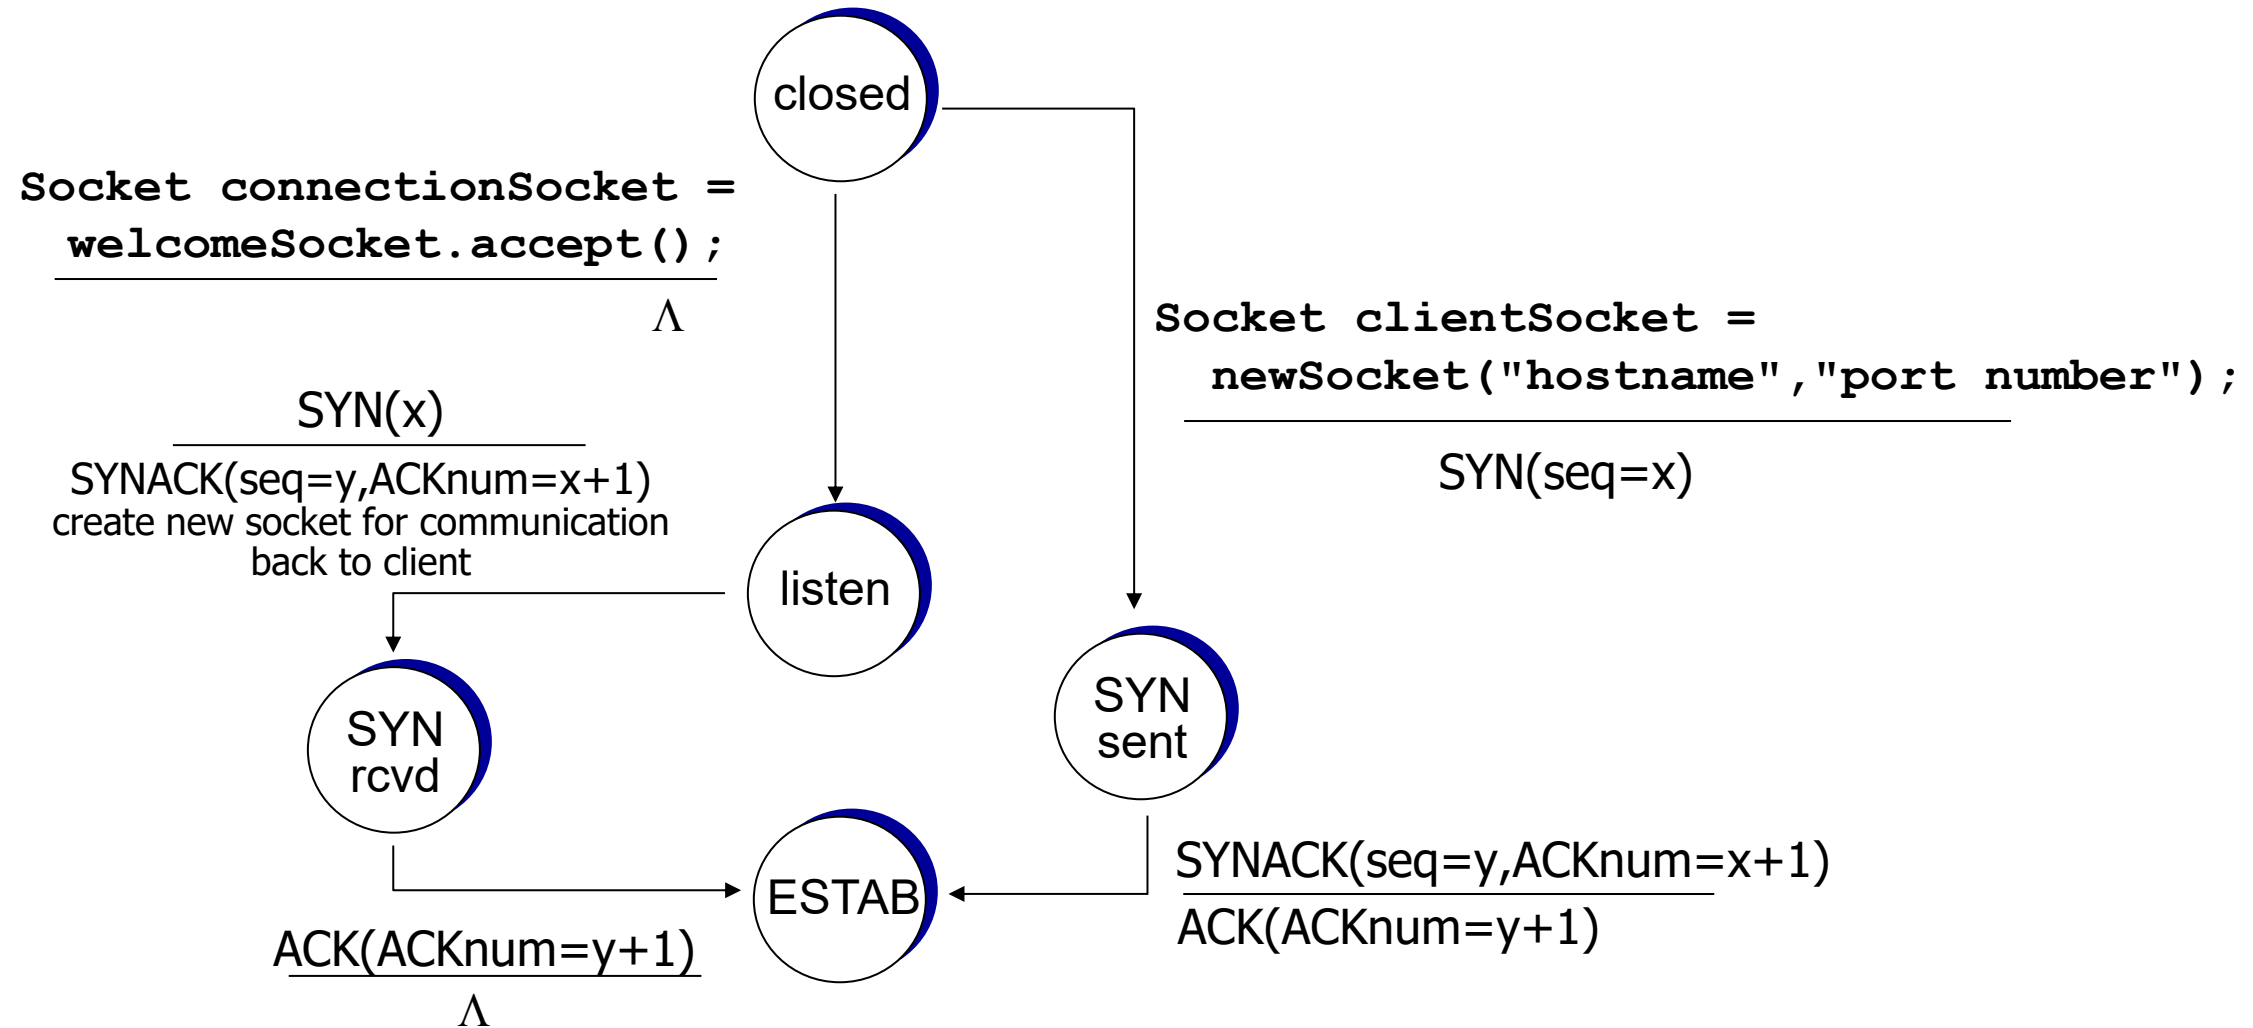 closed
Socket connectionSocket =
welcomeSocket.accept();
Λ
Socket clientSocket =
newSocket("hostname","port number");
SYN(seq=x)
SYN(x)
SYNACK(seq=y,ACKnum=x+1)
create new socket for communication
back to client
listen
SYN
rcvd
SYN
sent
ESTAB
SYNACK(seq=y,ACKnum=x+1)
ACK(ACKnum=y+1)
ACK(ACKnum=y+1)
Λ